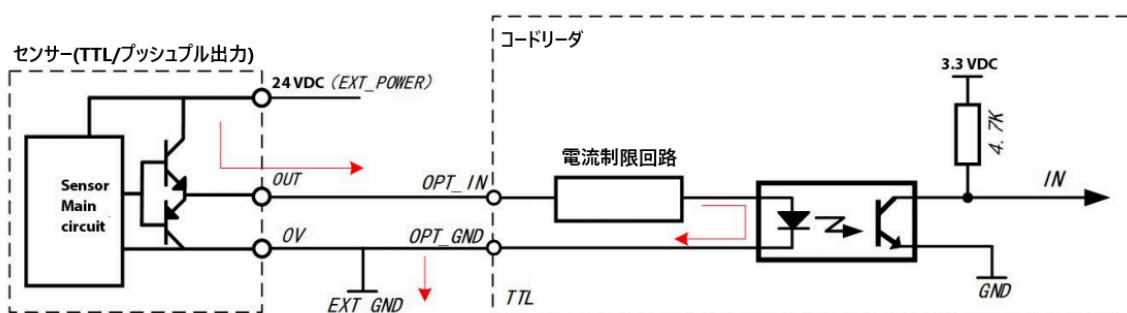 センサー(TTL/プッシュプル出力)
コードリーダ
24 VDC (EXT_POWER)
3.3 VDC
4.7K
電流制限回路
Sensor
Main
circuit
OUT
OPT_IN
IN
0V
OPT_GND
EXT GND
TTL
GND